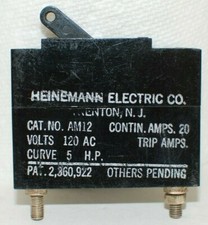 HEINEMANN ELECTRIC CO.
TRENTON, N. J.
CAT. NO. AM12 CONTIN. AMPS. 20
VOLTS 120 AC TRIP AMPS.
CURVE 5 H.P.
PAT. 2,360,922 OTHERS PENDING